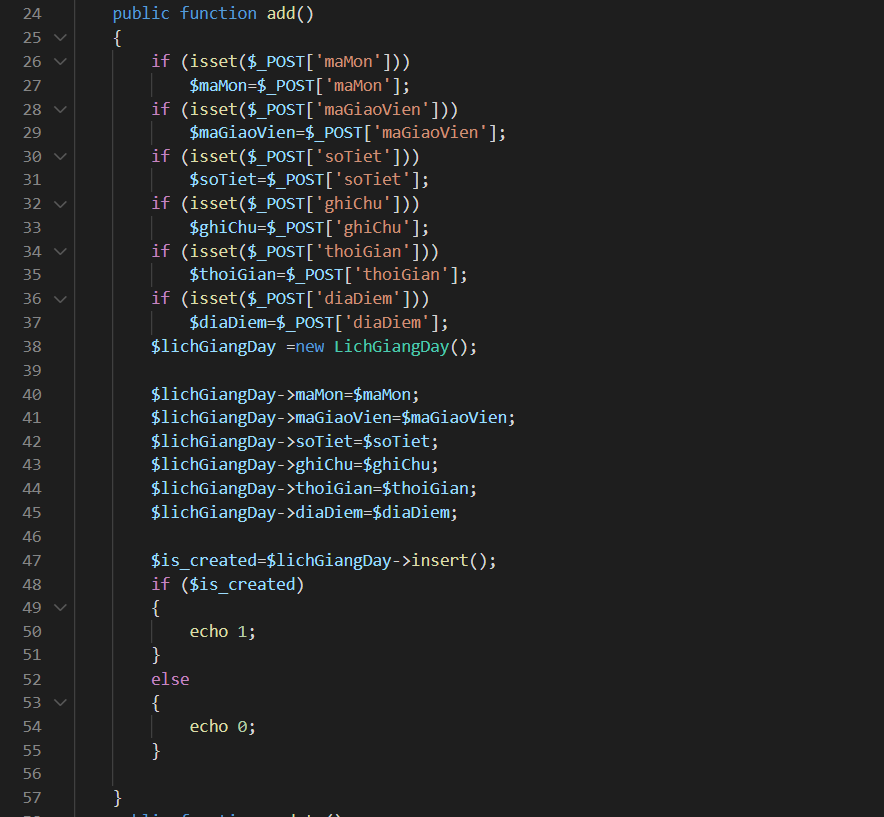 24 public function add()
25 {
26 if (isset($_POST['maMon']))
27 $maMon=$_POST['maMon'];
28 if (isset($_POST['maGiaoVien']))
29 $maGiaoVien=$_POST['maGiaoVien'];
30 if (isset($_POST['soTiet']))
31 $soTiet=$_POST['soTiet'];
32 if (isset($_POST['ghiChu']))
33 $ghiChu=$_POST['ghiChu'];
34 if (isset($_POST['thoiGian']))
35 $thoiGian=$_POST['thoiGian'];
36 if (isset($_POST['diaDiem']))
37 $diaDiem=$_POST['diaDiem'];
38 $lichGiangDay =new LichGiangDay();
39
40 $lichGiangDay->maMon=$maMon;
41 $lichGiangDay->maGiaoVien=$maGiaoVien;
42 $lichGiangDay->soTiet=$soTiet;
43 $lichGiangDay->ghiChu=$ghiChu;
44 $lichGiangDay->thoiGian=$thoiGian;
45 $lichGiangDay->diaDiem=$diaDiem;
46
47 $is_created=$lichGiangDay->insert();
48 if ($is_created)
49 {
50 echo 1;
51 }
52 else
53 {
54 echo 0;
55 }
56
57 }